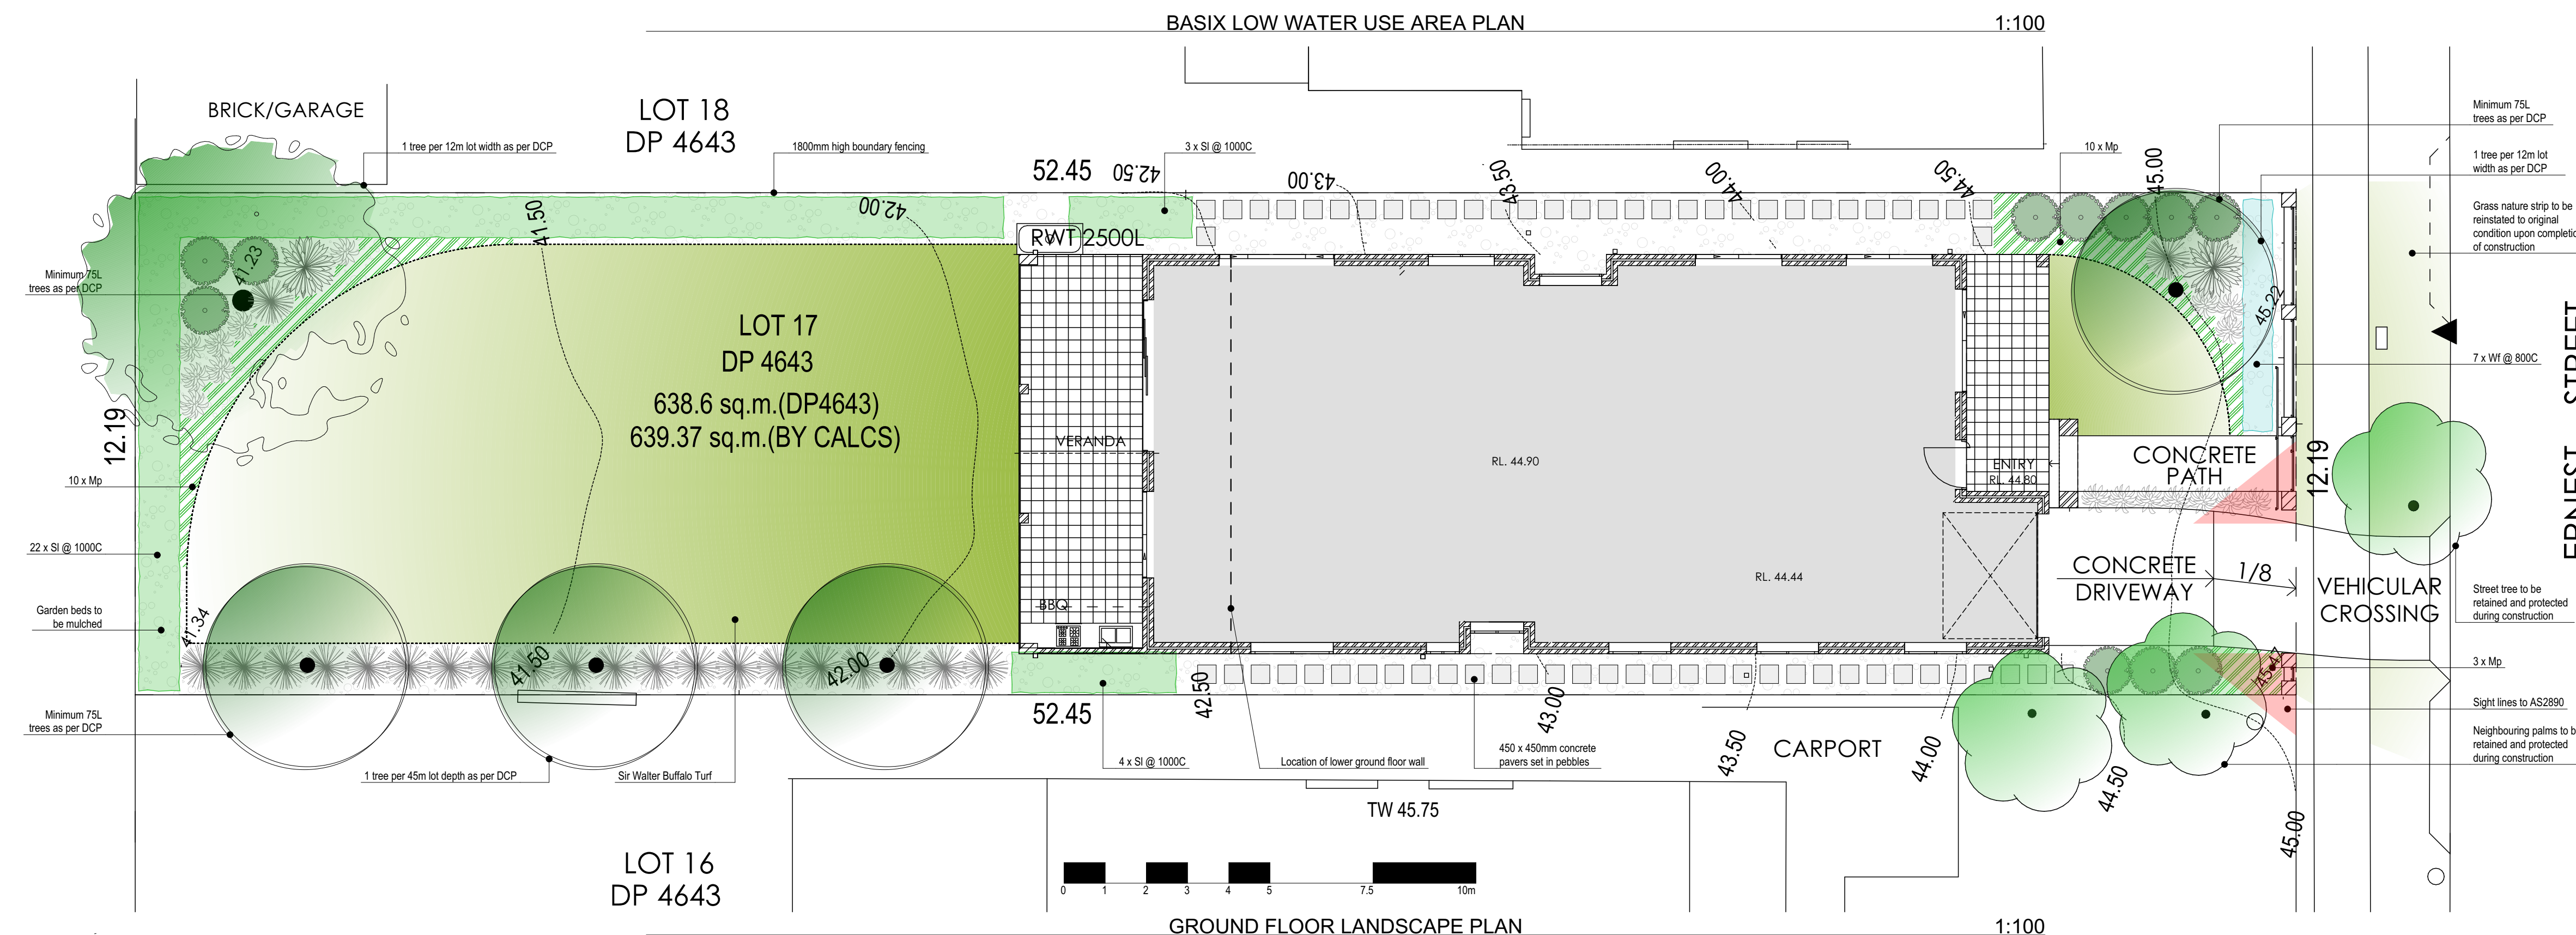 BASIX LOW WATER USE AREA PLAN 1:100
BRICK/GARAGE
LOT 18
DP 4643
1 tree per 12m lot width as per DCP
1800mm high boundary fencing
3 x SI @ 1000C
10 x Mp
Minimum 75L
trees as per DCP
1 tree per 12m lot
width as per DCP
52.45
42.50
43.00
43.50
44.00
44.50
45.00
Grass nature strip to be
reinstated to original
condition upon
of construction
41.50
42.00
RWT 2500L
41.23
Minimum 75L
trees as per DCP
45.22
LOT 17
DP 4643
638.6 sq.m.(DP4643)
639.37 sq.m.(BY CALCS)
7 x Wf @ 800C
ERNEST STREET
12.19
VERANDA
RL. 44.90
ENTRY
RL. 44.80
CONCRETE
PATH
12.19
10 x Mp
22 x SI @ 1000C
Garden beds to
be mulched
41.34
BBQ
RL. 44.44
CONCRETE
DRIVEWAY
1/8
VEHICULAR
CROSSING
Street tree to be
retained and protected
during construction
41.50
42.00
3 x Mp
45.47
Sight lines to AS2890
Minimum 75L
trees as per DCP
52.45
42.50
43.00
43.50
44.00
44.50
45.00
Neighbouring palms to
retained and protected
during construction
1 tree per 45m lot depth as per DCP
Sir Walter Buffalo Turf
4 x SI @ 1000C
Location of lower ground floor wall
450 x 450mm concrete
pavers set in pebbles
CARPORT
TW 45.75
LOT 16
DP 4643
0 1 2 3 4 5 7.5 10m
GROUND FLOOR LANDSCAPE PLAN 1:100